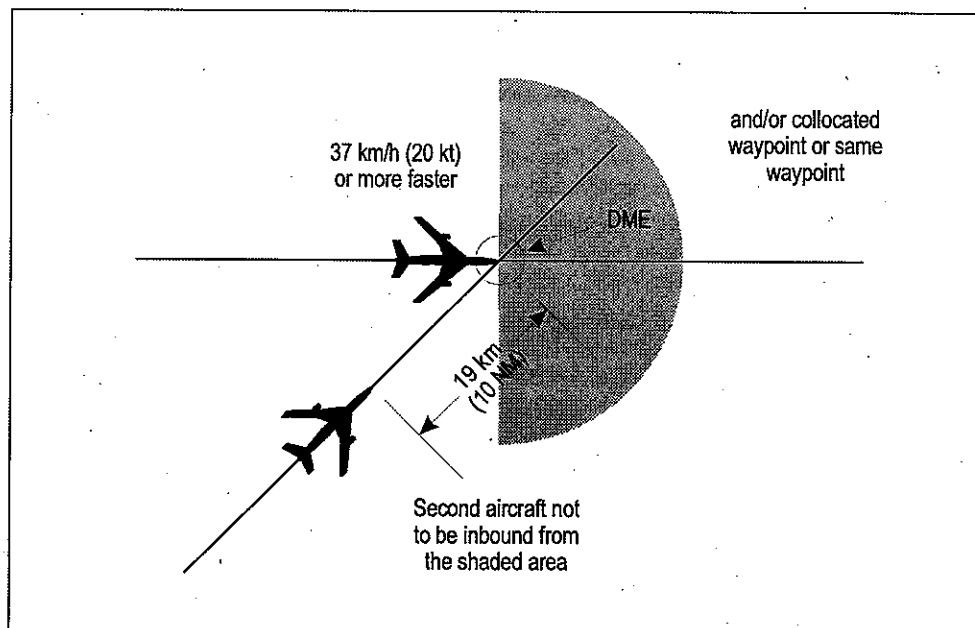 37 km/h (20 kt)
or more faster
and/or collocated
waypoint or same
waypoint
DME
19 km
(10 NM)
Second aircraft not
to be inbound from
the shaded area